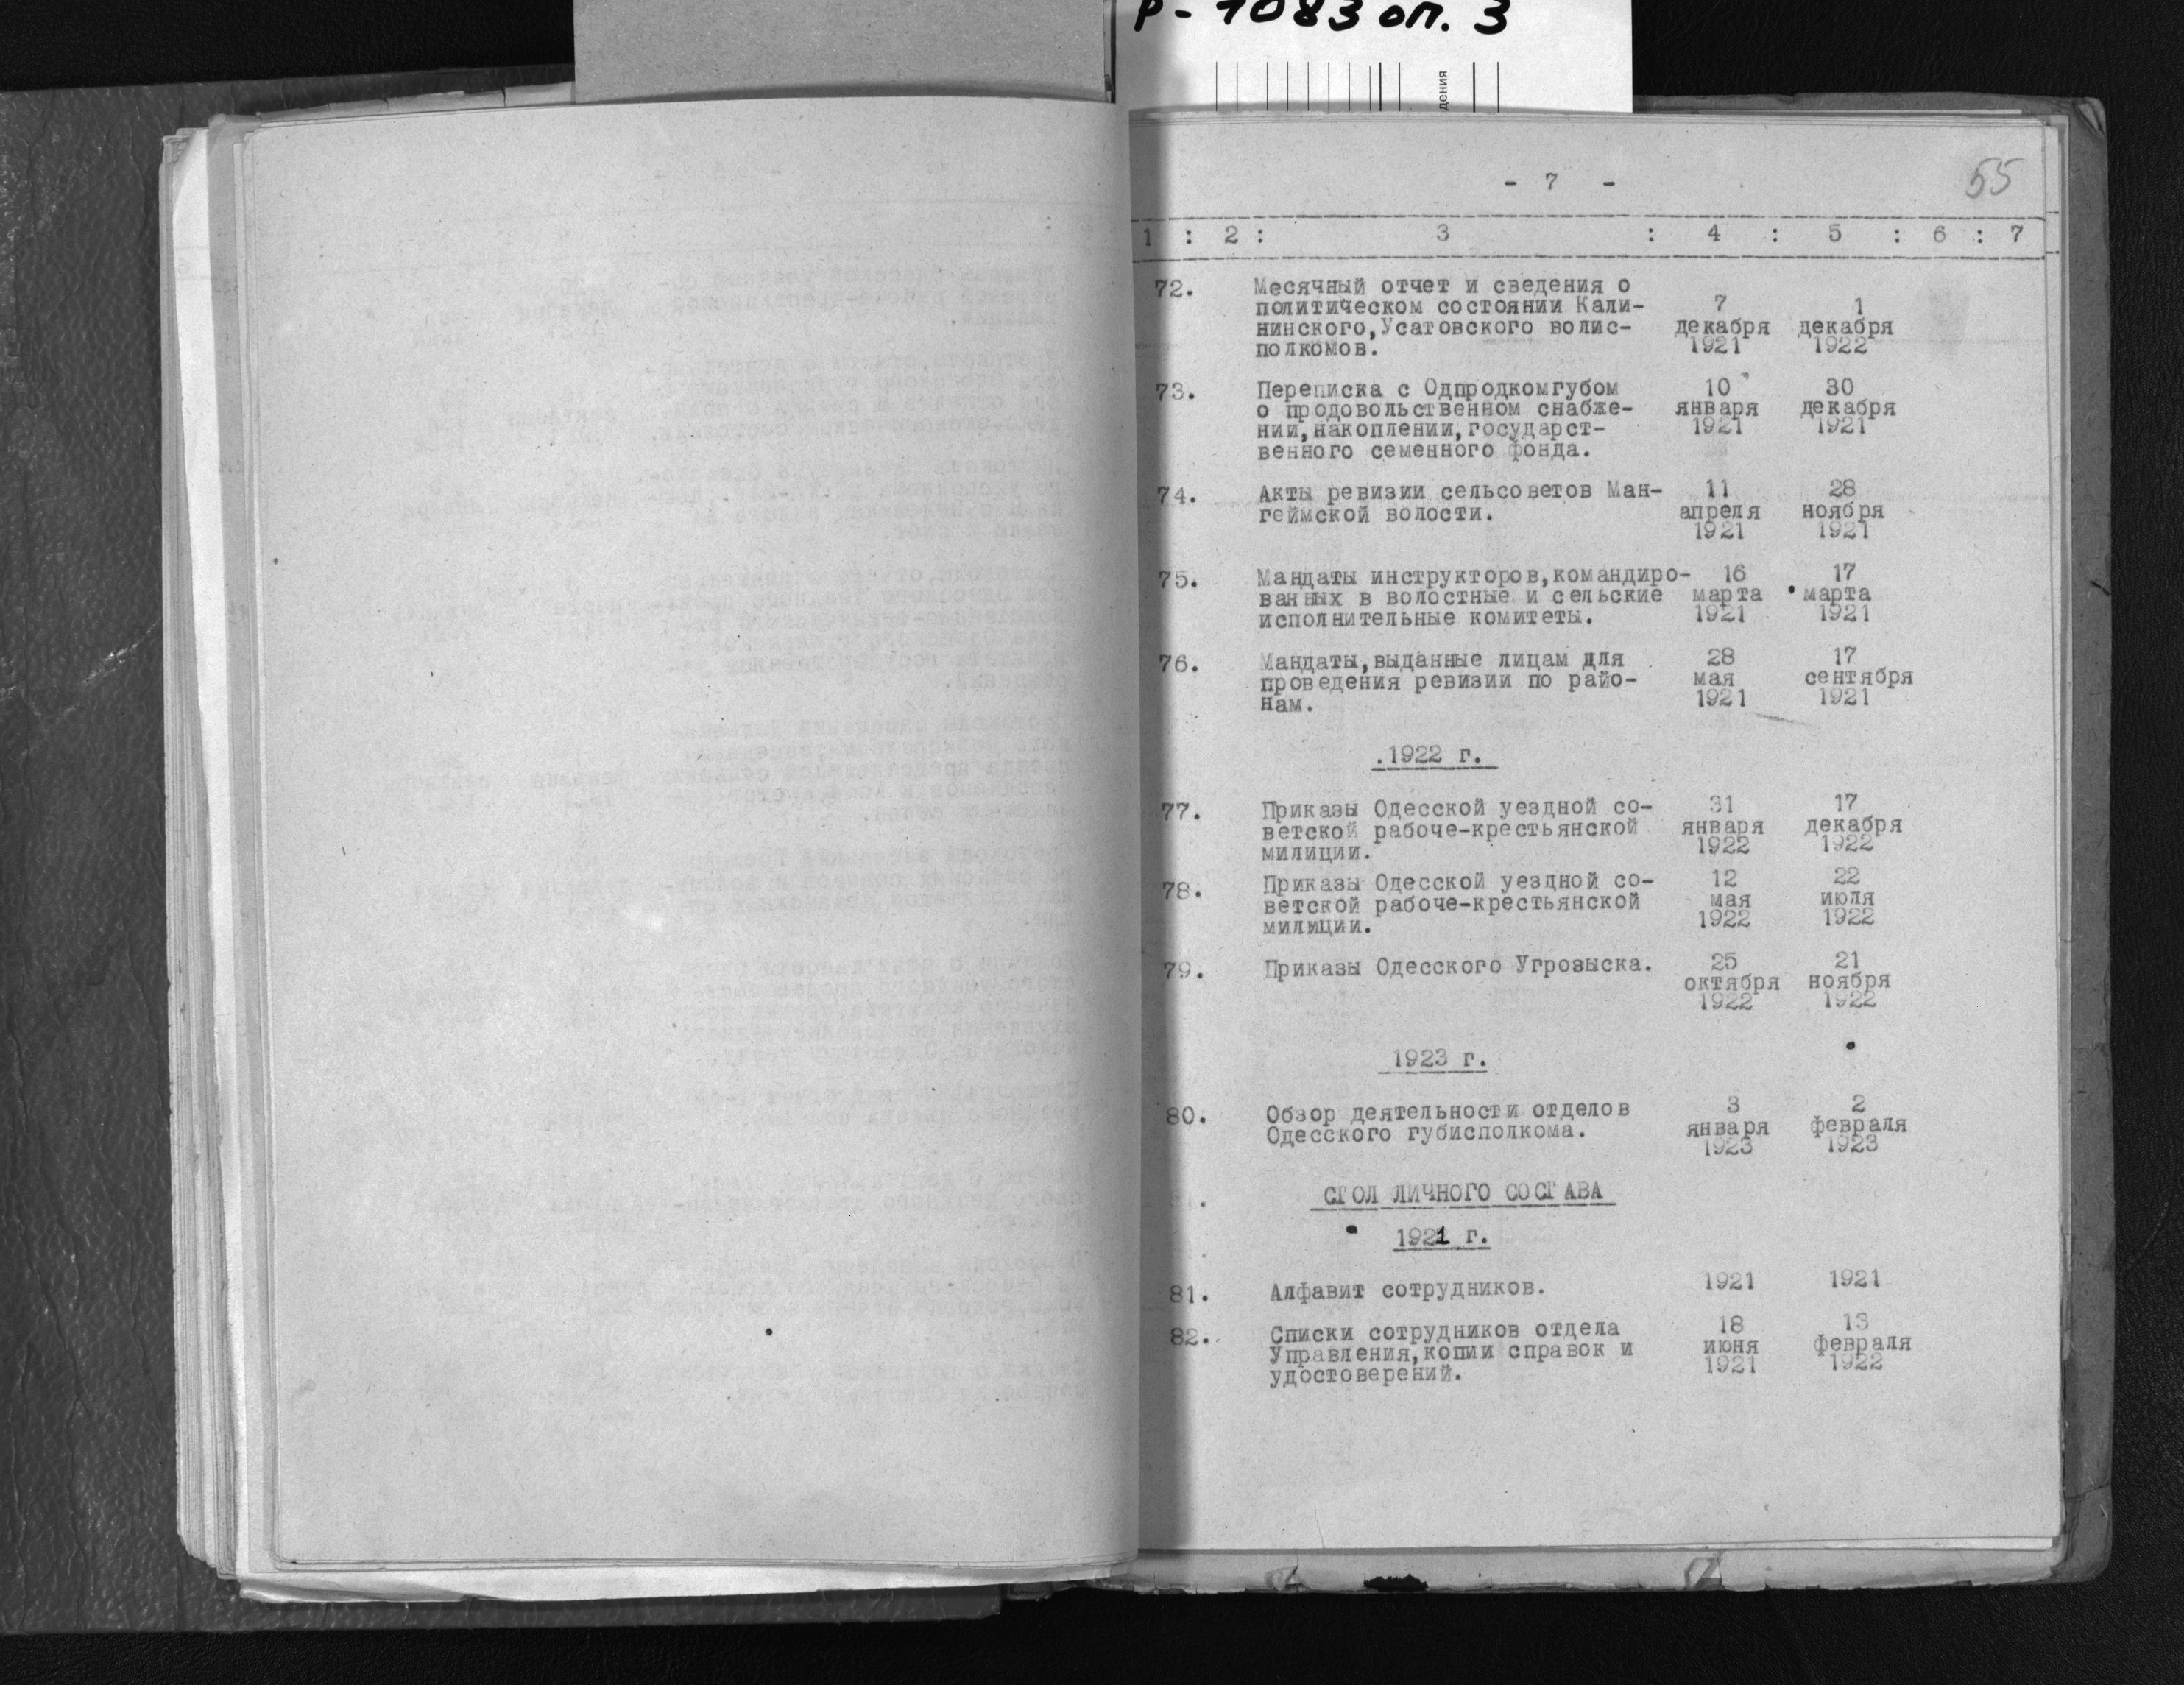 Р-1083 оп. 3
дения
- 7 -
55
1 : 2 : 3 : 4 : 5 : 6 : 7
72. Месячный отчет и сведения о
политическом состоянии Кали- 7 1
нинского,Усатовского волис- декабря декабря
полкомов. 1921 1922
73. Переписка с Одпродкомгубом 10 30
о продовольственном снабже- января декабря
нии,накоплении,государст- 1921 1921
венного семенного фонда.
74. Акты ревизии сельсоветов Ман- 11 28
геймской волости. апреля ноября
1921 1921
75. Мандаты инструкторов,командиро- 16 17
ванных в волостные и сельские марта марта
исполнительные комитеты. 1921 1921
76. Мандаты,выданные лицам для 28 17
проведения ревизии по райо- мая сентября
нам. 1921 1921
.1922 г.
77. Приказы Одесской уездной со- 31 17
ветской рабоче-крестьянской января декабря
милиции. 1922 1922
78. Приказы Одесской уездной со- 12 22
ветской рабоче-крестьянской мая июля
милиции. 1922 1922
79. Приказы Одесского Угрозыска. 25 21
октября ноября
1922 1922
1923 г.
80. Обзор деятельности отделов 3 2
Одесского губисполкома. января февраля
1923 1923
81. СТОЛ ЛИЧНОГО СОСТАВА
1921 г.
81. Алфавит сотрудников. 1921 1921
82. Списки сотрудников отдела 18 13
Управления,копии справок и июня февраля
удостоверений. 1921 1922